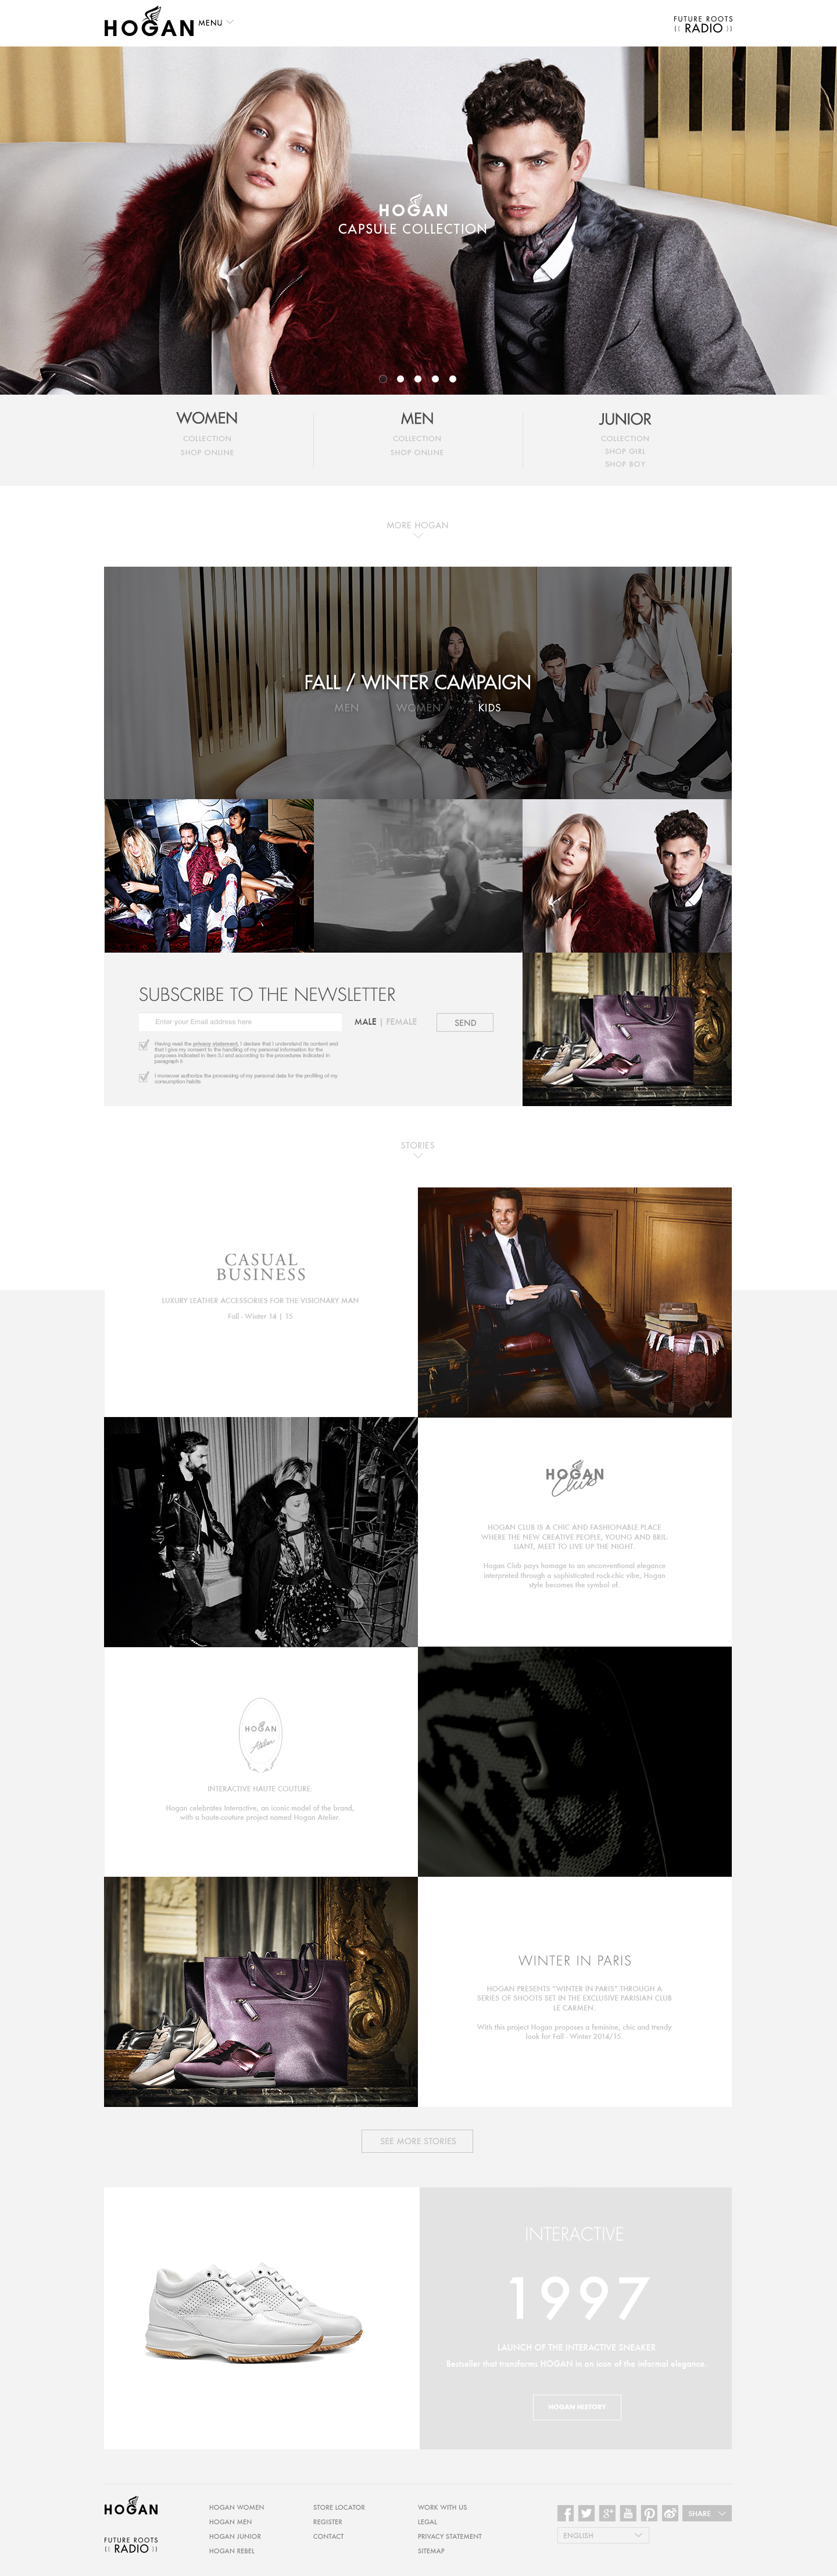 HOGAN
MENU
FUTURE ROOTS
(( RADIO ))
HOGAN
CAPSULE COLLECTION
WOMEN
COLLECTION
SHOP ONLINE
MEN
COLLECTION
SHOP ONLINE
JUNIOR
COLLECTION
SHOP GIRL
SHOP BOY
MORE HOGAN
FALL / WINTER CAMPAIGN
MEN WOMEN KIDS
SUBSCRIBE TO THE NEWSLETTER
Enter your Email address here
MALE | FEMALE
SEND
Having read the privacy statement, I declare that I understand its content and
that I give my consent to the handling of my personal information for the
purposes indicated in item 3.I and according to the procedures indicated in
paragraph II
I moreover authorize the processing of my personal data for the profiling of my
consumption habits
STORIES
CASUAL
BUSINESS
LUXURY LEATHER ACCESSORIES FOR THE VISIONARY MAN
Fall - Winter 14 | 15
HOGAN
Club
HOGAN CLUB IS A CHIC AND FASHIONABLE PLACE
WHERE THE NEW CREATIVE PEOPLE, YOUNG AND BRIL-
LIANT, MEET TO LIVE UP THE NIGHT.
Hogan Club pays homage to an unconventional elegance
interpreted through a sophisticated rock-chic vibe, Hogan
style becomes the symbol of.
HOGAN
Atelier
INTERACTIVE HAUTE COUTURE:
Hogan celebrates Interactive, an iconic model of the brand,
with a haute-couture project named Hogan Atelier.
WINTER IN PARIS
HOGAN PRESENTS "WINTER IN PARIS" THROUGH A
SERIES OF SHOOTS SET IN THE EXCLUSIVE PARISIAN CLUB
LE CARMEN.
With this project Hogan proposes a feminine, chic and trendy
look for Fall - Winter 2014/15.
SEE MORE STORIES
INTERACTIVE
1997
LAUNCH OF THE INTERACTIVE SNEAKER
Bestseller that transforms HOGAN in an icon of the informal elegance.
HOGAN HISTORY
HOGAN
FUTURE ROOTS
(( RADIO ))
HOGAN WOMEN
HOGAN MEN
HOGAN JUNIOR
HOGAN REBEL
STORE LOCATOR
REGISTER
CONTACT
WORK WITH US
LEGAL
PRIVACY STATEMENT
SITEMAP
SHARE
ENGLISH